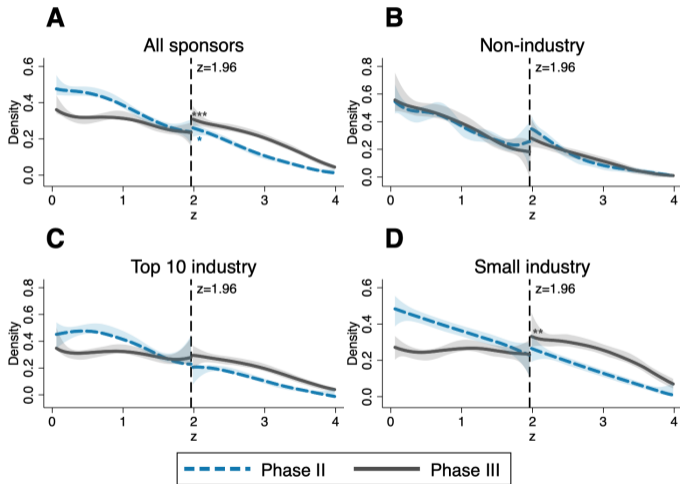 A
All sponsors
z=1.96
***
*
Density
0.0
0.2
0.4
0.6
0
1
2
3
4
z
B
Non-industry
z=1.96
Density
0.0
0.2
0.4
0.6
0.8
0
1
2
3
4
z
C
Top 10 industry
z=1.96
Density
0.0
0.2
0.4
0.6
0.8
0
1
2
3
4
z
D
Small industry
z=1.96
**
Density
0.0
0.2
0.4
0.6
0
1
2
3
4
z
Phase II
Phase III